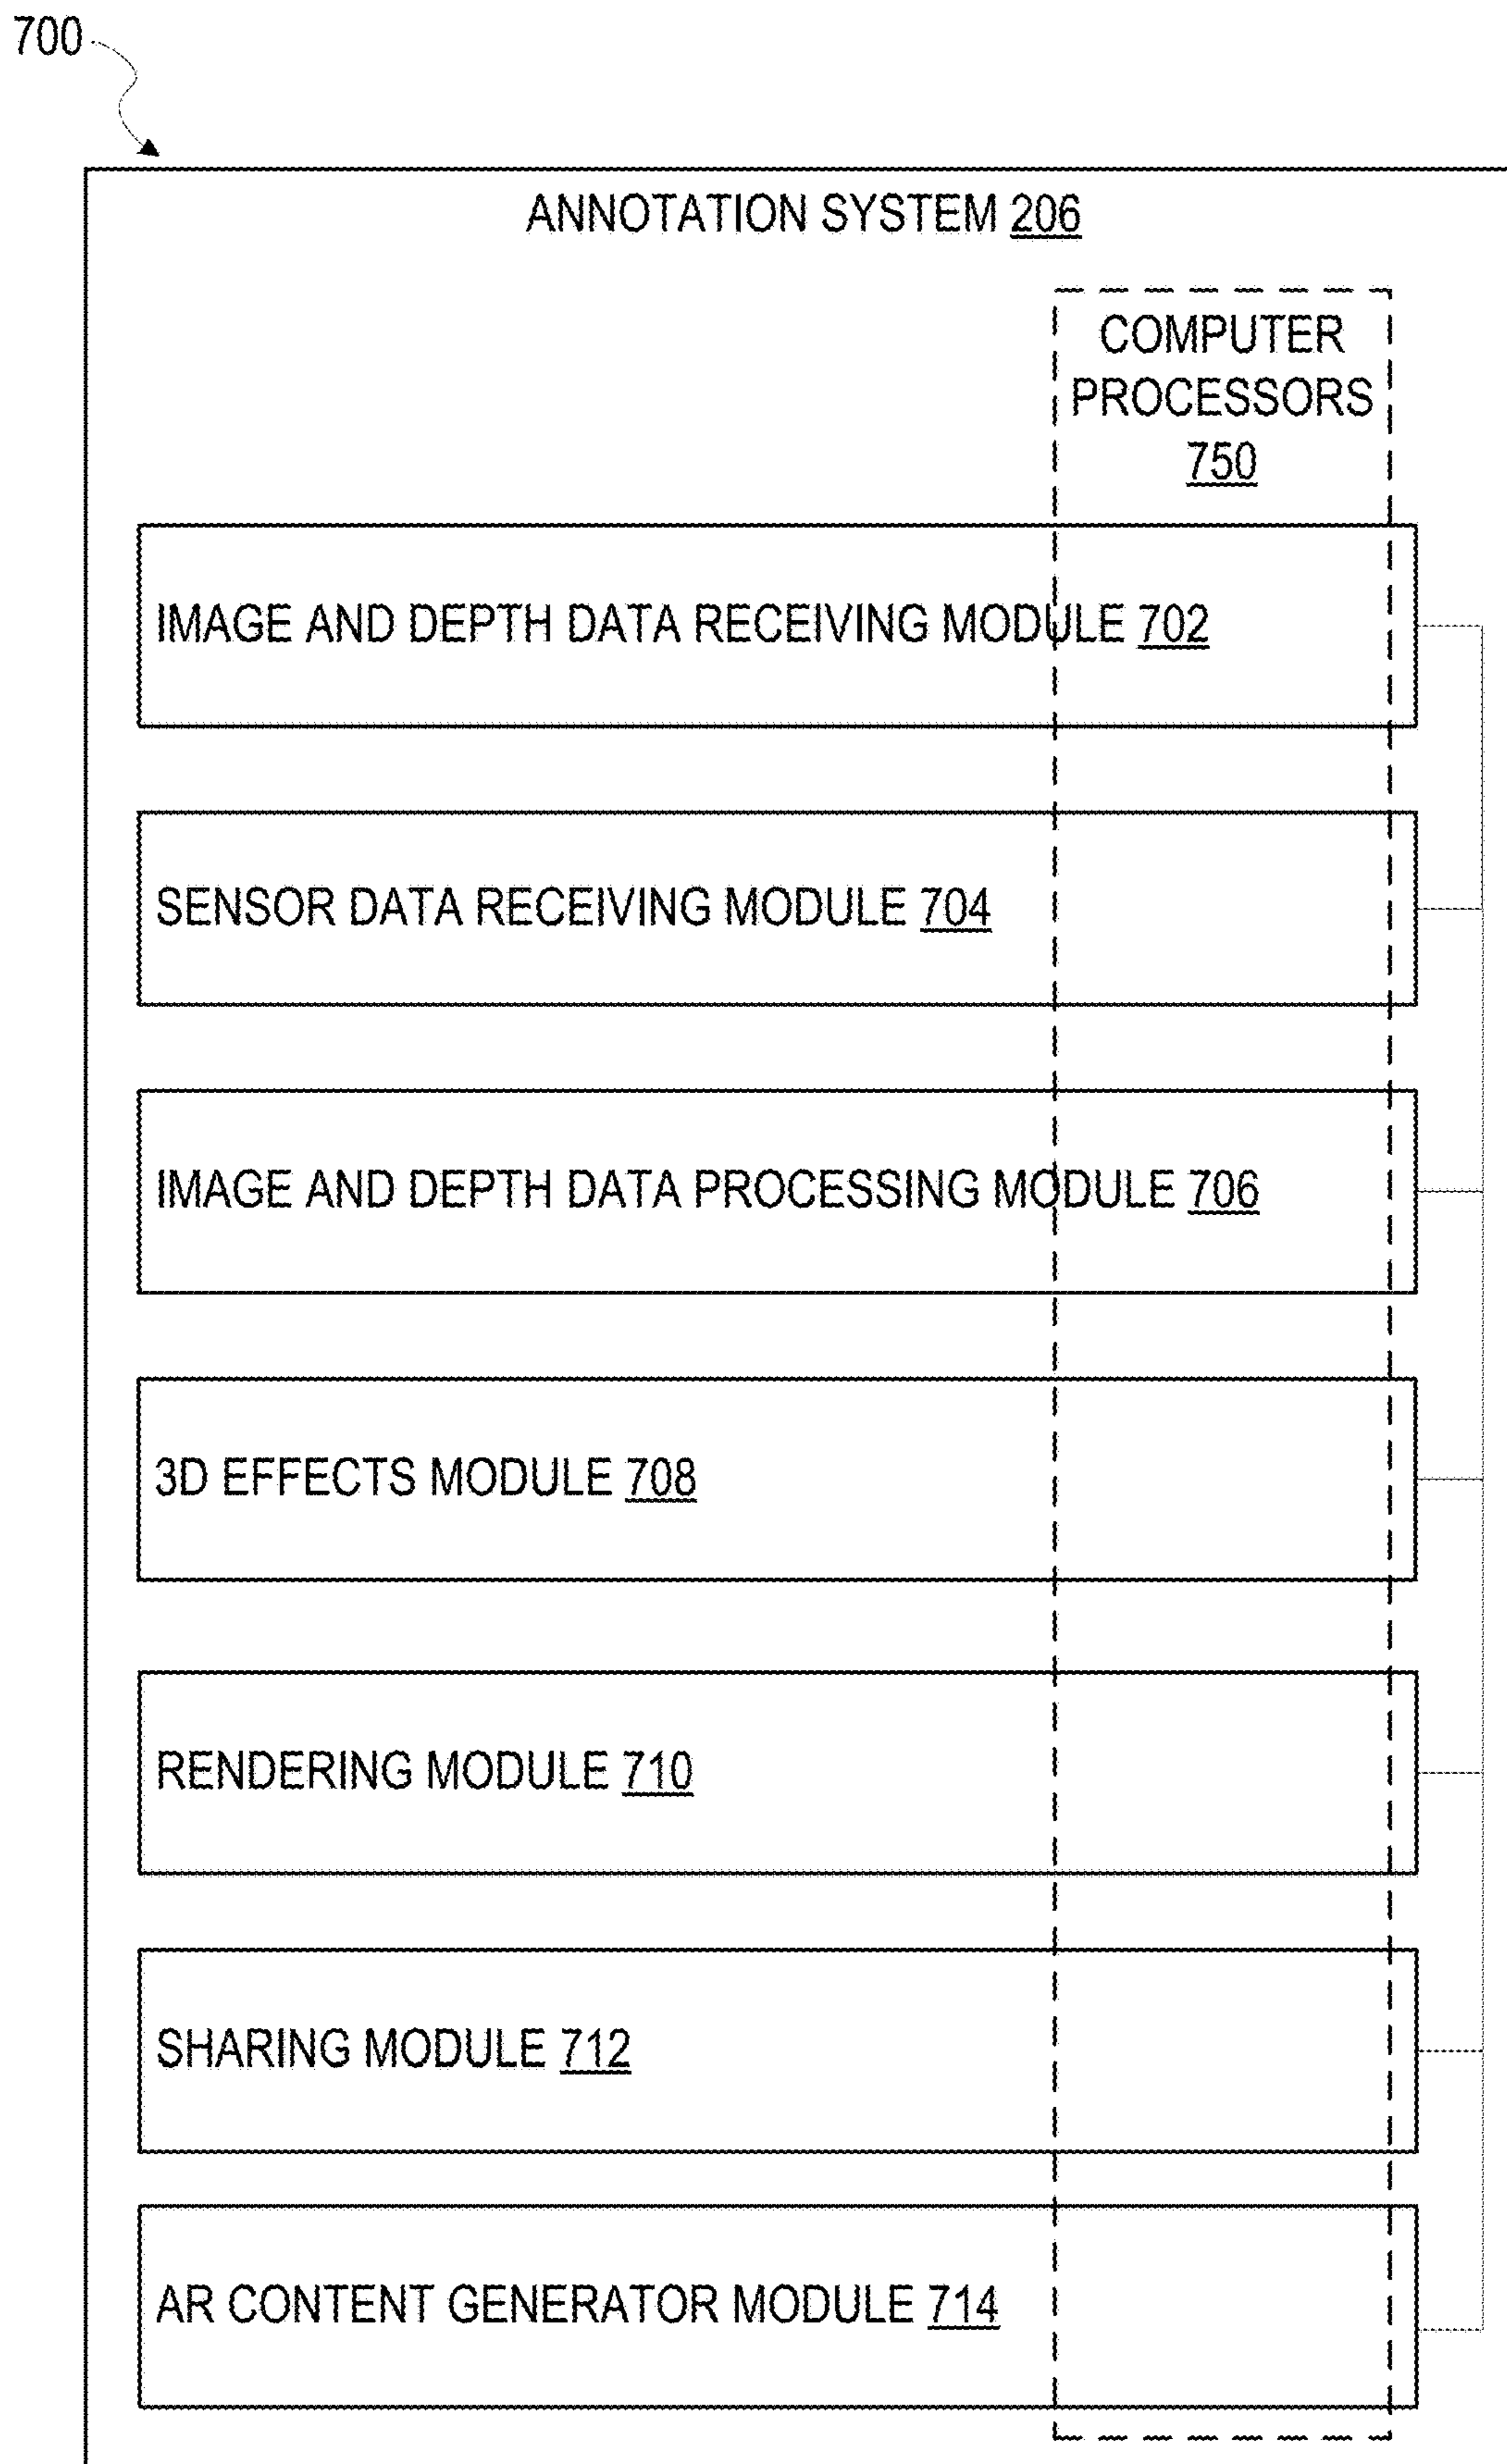 700
ANNOTATION SYSTEM 206
COMPUTER
PROCESSORS
750
IMAGE AND DEPTH DATA RECEIVING MODULE 702
SENSOR DATA RECEIVING MODULE 704
IMAGE AND DEPTH DATA PROCESSING MODULE 706
3D EFFECTS MODULE 708
RENDERING MODULE 710
SHARING MODULE 712
AR CONTENT GENERATOR MODULE 714